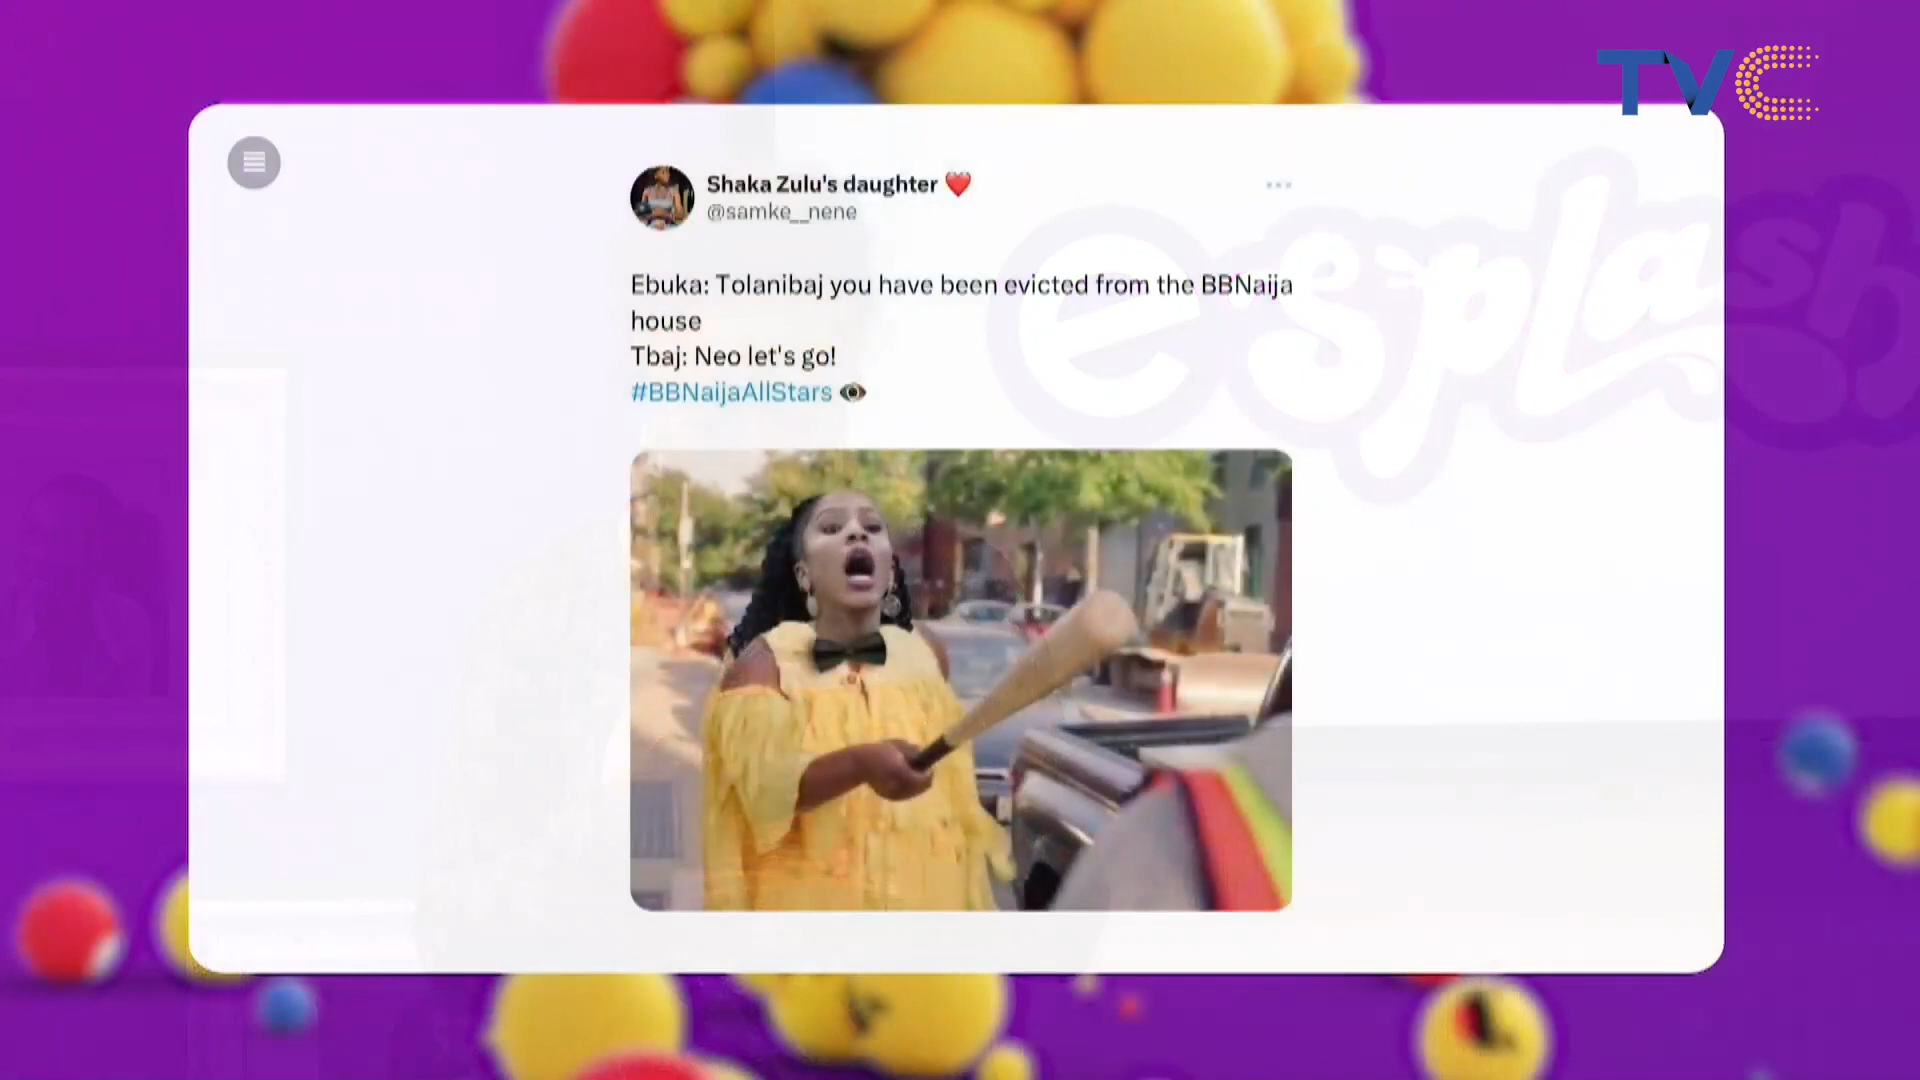 TVC
Shaka Zulu's daughter ❤️
@samke__nene
e-splash
Ebuka: Tolanibaj you have been evicted from the BBNaija
house
Tbaj: Neo let's go!
#BBNaijaAllStars 👁️